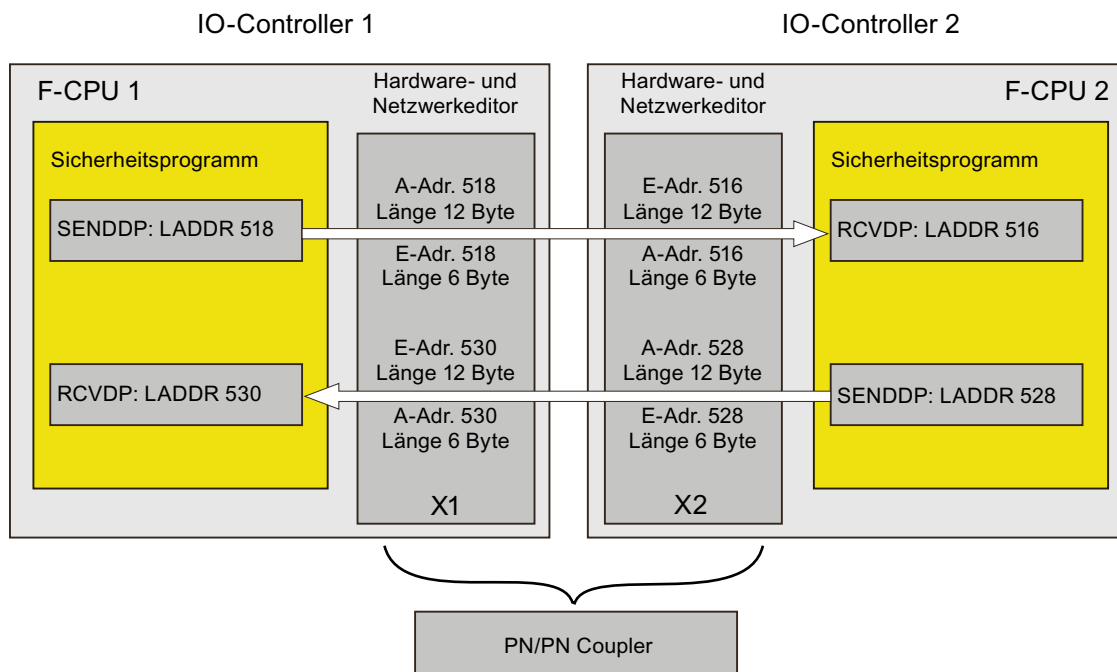 IO-Controller 1
IO-Controller 2
F-CPU 1
Hardware- und
Netzwerkeditor
Hardware- und
Netzwerkeditor
F-CPU 2
Sicherheitsprogramm
SENDDP: LADDR 518
RCVDP: LADDR 530
A-Adr. 518
Länge 12 Byte
E-Adr. 518
Länge 6 Byte
E-Adr. 530
Länge 12 Byte
A-Adr. 530
Länge 6 Byte
X1
E-Adr. 516
Länge 12 Byte
A-Adr. 516
Länge 6 Byte
A-Adr. 528
Länge 12 Byte
E-Adr. 528
Länge 6 Byte
X2
Sicherheitsprogramm
RCVDP: LADDR 516
SENDDP: LADDR 528
PN/PN Coupler